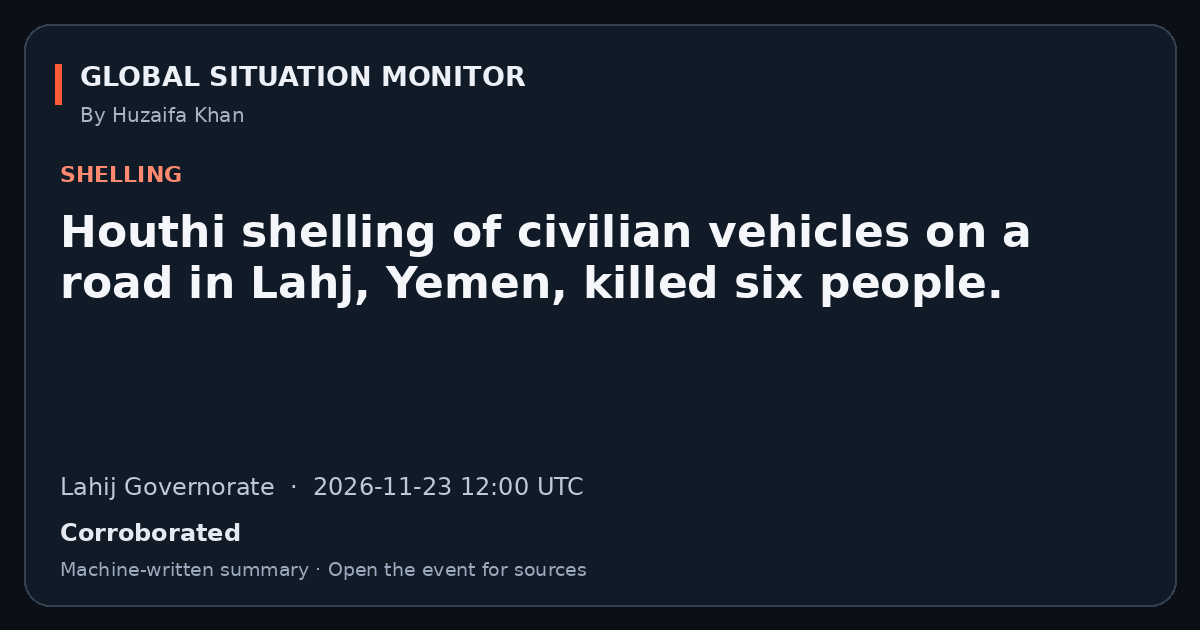 GLOBAL SITUATION MONITOR
By Huzaifa Khan
SHELLING
Houthi shelling of civilian vehicles on a
road in Lahj, Yemen, killed six people.
Lahij Governorate · 2026-11-23 12:00 UTC
Corroborated
Machine-written summary · Open the event for sources